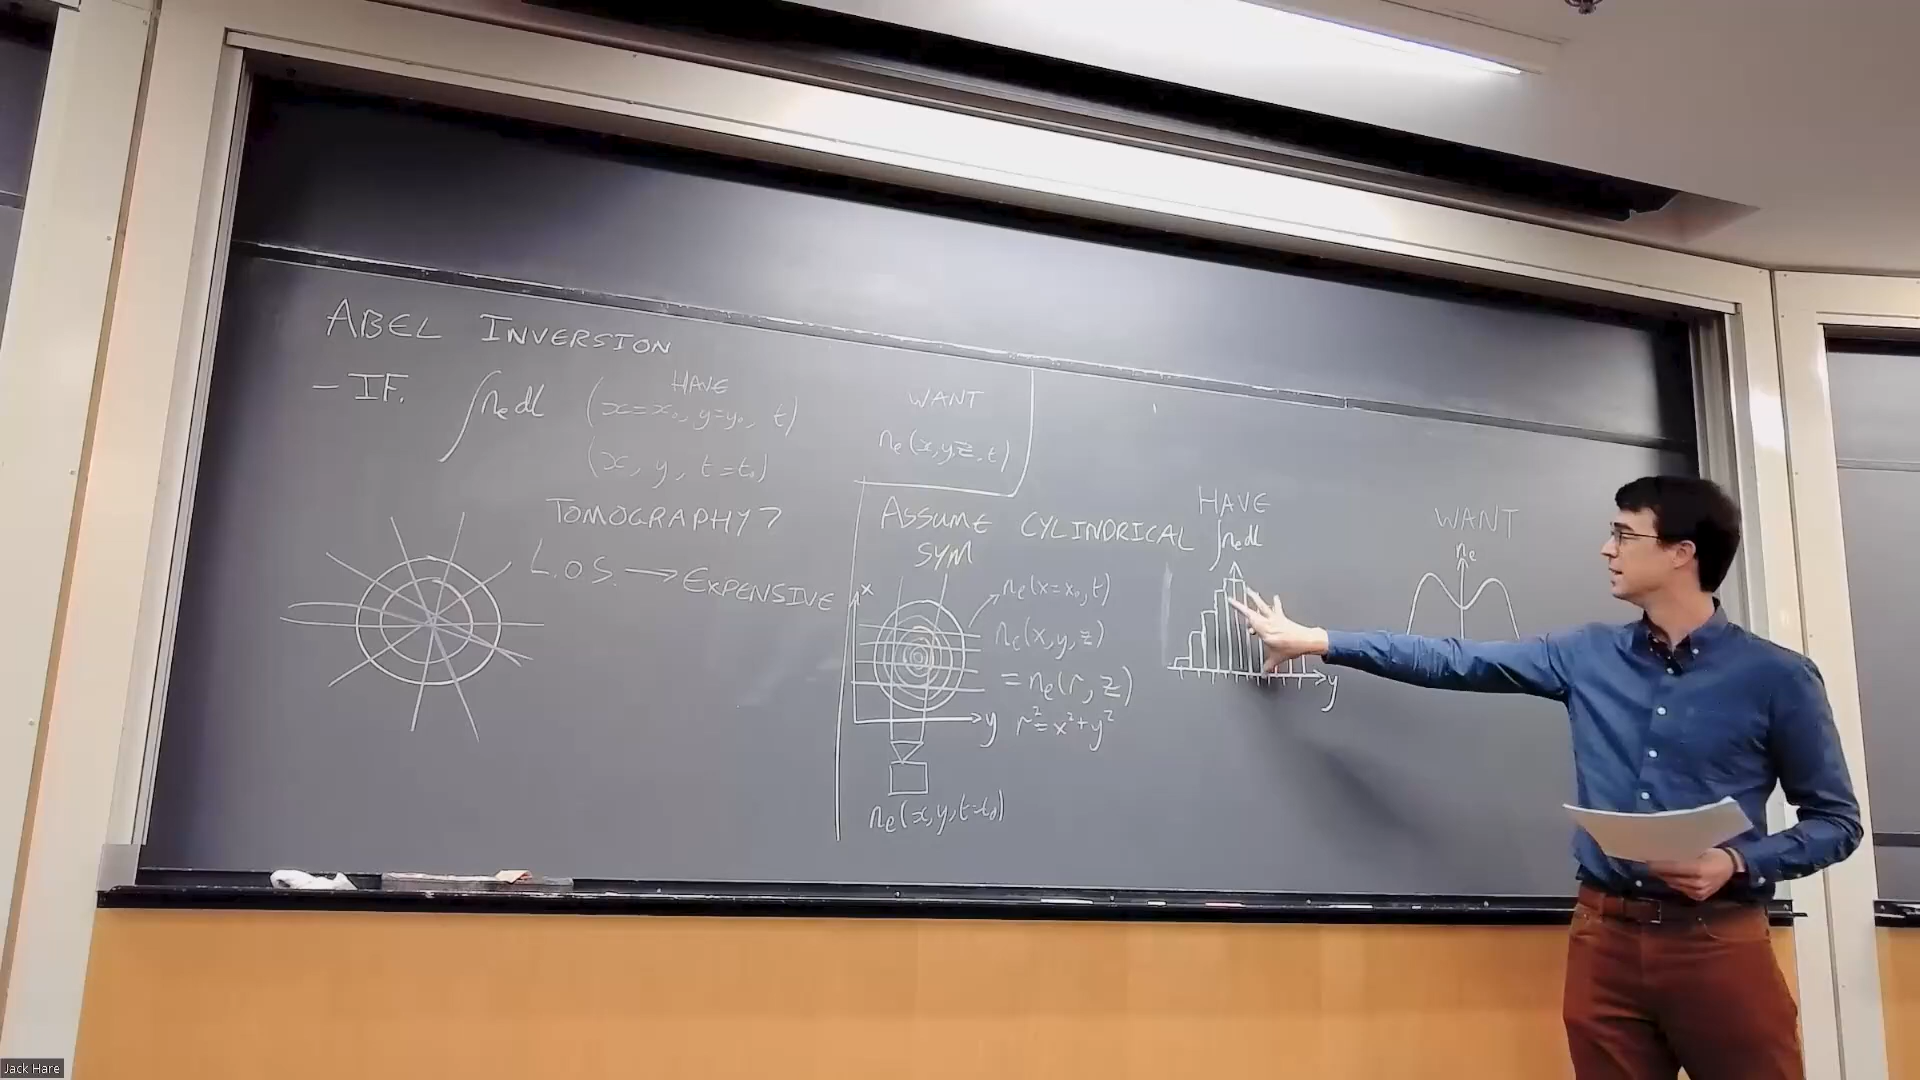 ABEL INVERSION
- IF. ∫nₑdl
HAVE
(x=x₀, y=y₀, t)
(x, y, t=t₀)
WANT
nₑ(x,y,z,t)
TOMOGRAPHY?
L.O.S. → EXPENSIVE
ASSUME CYLINDRICAL
SYM
x
y
nₑ(x=x₀,t)
nₑ(x,y,z)
=nₑ(r,z)
r²=x²+y²
nₑ(x,y,t=t₀)
HAVE
∫nₑdl
y
WANT
nₑ
Jack Hare